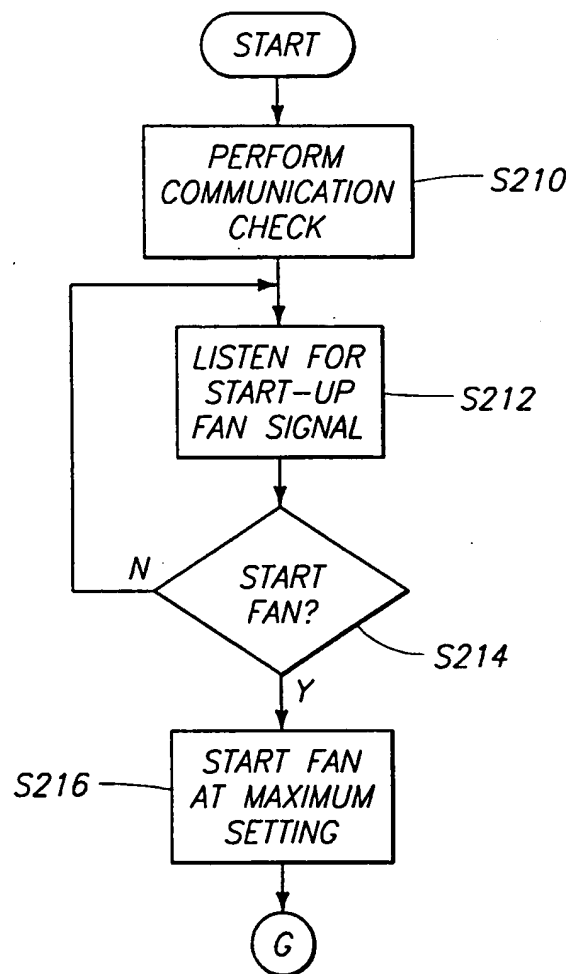 START
PERFORM
COMMUNICATION
CHECK
S210
LISTEN FOR
START-UP
FAN SIGNAL
S212
N
START
FAN?
S214
Y
S216
START FAN
AT MAXIMUM
SETTING
G